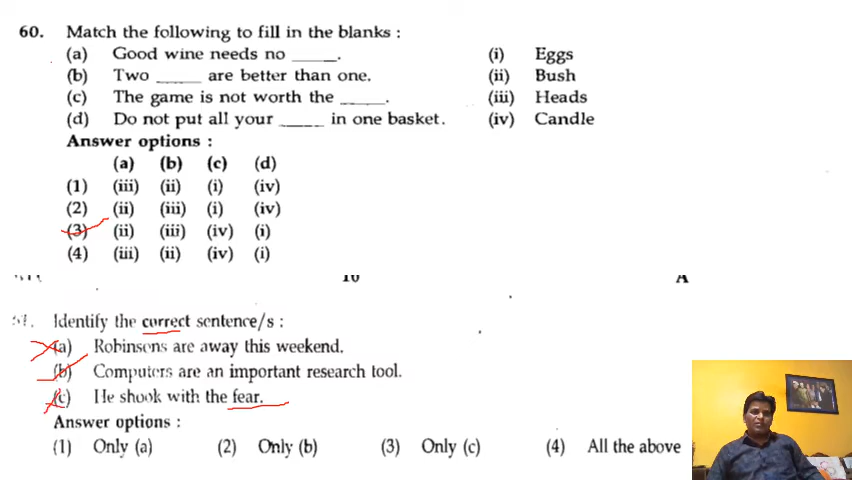 60. Match the following to fill in the blanks :
(a) Good wine needs no _____. (i) Eggs
(b) Two _____ are better than one. (ii) Bush
(c) The game is not worth the _____. (iii) Heads
(d) Do not put all your _____ in one basket. (iv) Candle
Answer options :
(a) (b) (c) (d)
(1) (iii) (ii) (i) (iv)
(2) (ii) (iii) (i) (iv)
(3) (ii) (iii) (iv) (i)
(4) (iii) (ii) (iv) (i)
10 A
Identify the correct sentence/s :
(a) Robinsons are away this weekend.
(b) Computers are an important research tool.
(c) He shook with the fear.
Answer options :
(1) Only (a) (2) Only (b) (3) Only (c) (4) All the above